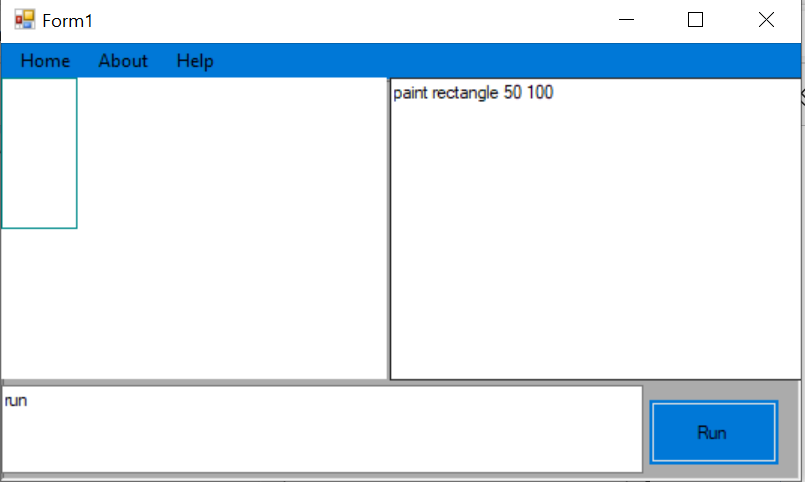 Form1
Home About Help
paint rectangle 50 100
run
Run